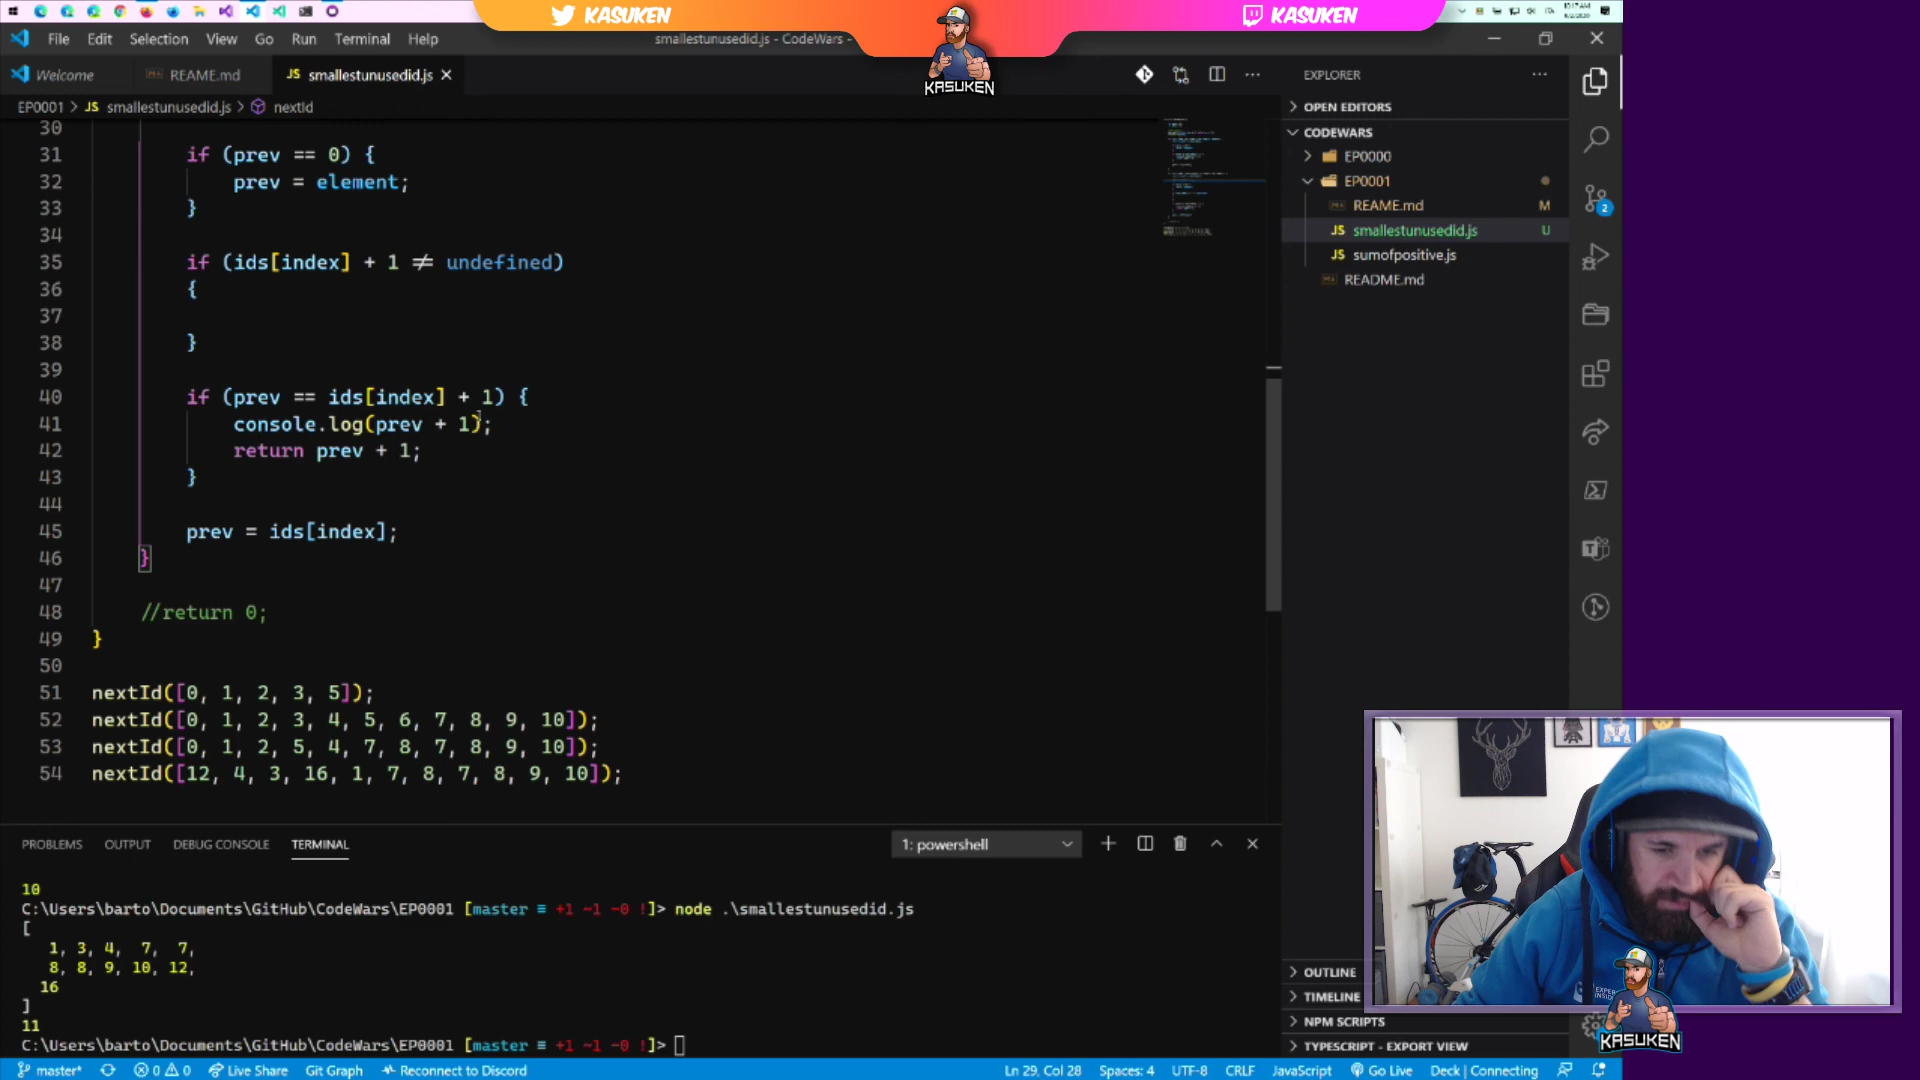 KASUKEN
KASUKEN
KASUKEN
10:17 AM
File Edit Selection View Go Run Terminal Help
smallestunusedid.js - CodeWars -
Welcome
REAME.md
JS smallestunusedid.js
EXPLORER
EP0001 > JS smallestunusedid.js > nextId
OPEN EDITORS
CODEWARS
EP0000
EP0001
REAME.md M
JS smallestunusedid.js U
JS sumofpositive.js
README.md
2
30
31 if (prev == 0) {
32 prev = element;
33 }
34
35 if (ids[index] + 1 ≠ undefined)
36 {
37
38 }
39
40 if (prev == ids[index] + 1) {
41 console.log(prev + 1);
42 return prev + 1;
43 }
44
45 prev = ids[index];
46 }
47
48 //return 0;
49 }
50
51 nextId([0, 1, 2, 3, 5]);
52 nextId([0, 1, 2, 3, 4, 5, 6, 7, 8, 9, 10]);
53 nextId([0, 1, 2, 5, 4, 7, 8, 7, 8, 9, 10]);
54 nextId([12, 4, 3, 16, 1, 7, 8, 7, 8, 9, 10]);
PROBLEMS OUTPUT DEBUG CONSOLE TERMINAL
1: powershell
10
C:\Users\barto\Documents\GitHub\CodeWars\EP0001 [master ≡ +1 ~1 -0 !]> node .\smallestunusedid.js
[
1, 3, 4, 7, 7,
8, 8, 9, 10, 12,
16
]
11
C:\Users\barto\Documents\GitHub\CodeWars\EP0001 [master ≡ +1 ~1 -0 !]>
OUTLINE
TIMELINE
NPM SCRIPTS
TYPESCRIPT - EXPORT VIEW
KASUKEN
master* 0 0 Live Share Git Graph Reconnect to Discord
Ln 29, Col 28 Spaces: 4 UTF-8 CRLF JavaScript Go Live Deck | Connecting